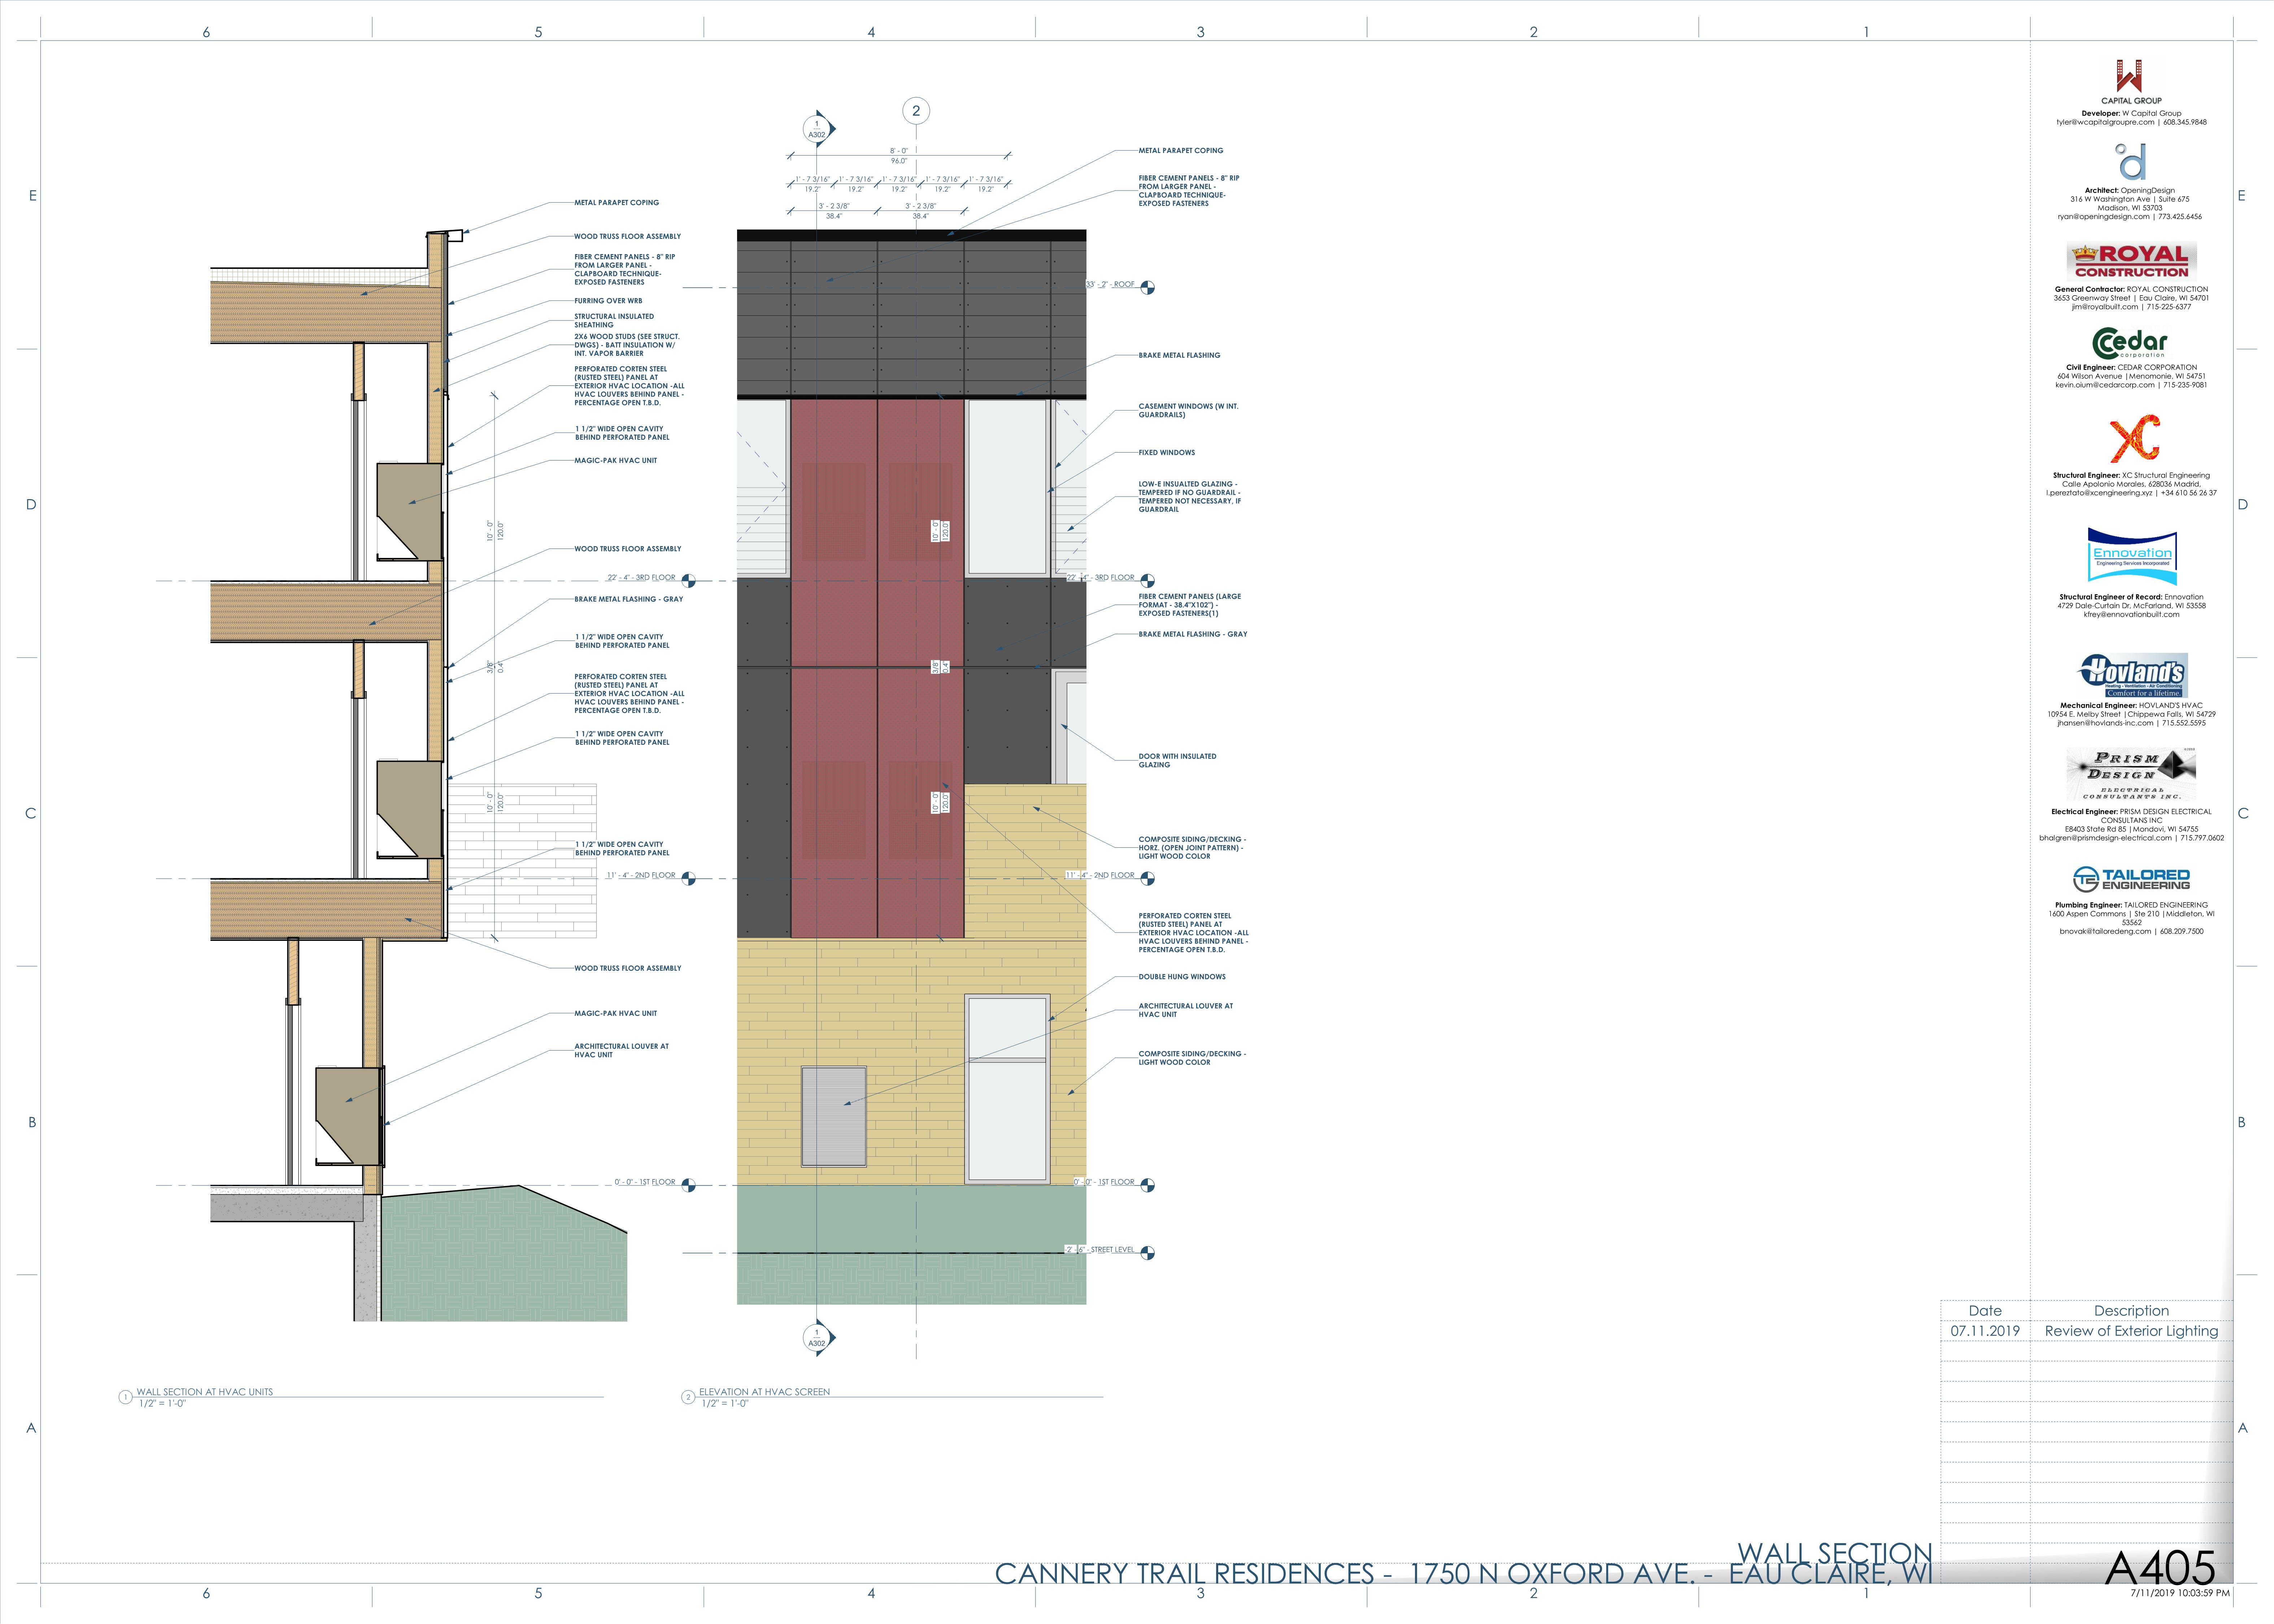 6 5 4 3 2 1
E
D
C
B
A
METAL PARAPET COPING
WOOD TRUSS FLOOR ASSEMBLY
FIBER CEMENT PANELS - 8" RIP
FROM LARGER PANEL -
CLAPBOARD TECHNIQUE-
EXPOSED FASTENERS
FURRING OVER WRB
STRUCTURAL INSULATED
SHEATHING
2X6 WOOD STUDS (SEE STRUCT.
DWGS) - BATT INSULATION W/
INT. VAPOR BARRIER
PERFORATED CORTEN STEEL
(RUSTED STEEL) PANEL AT
EXTERIOR HVAC LOCATION -ALL
HVAC LOUVERS BEHIND PANEL -
PERCENTAGE OPEN T.B.D.
1 1/2" WIDE OPEN CAVITY
BEHIND PERFORATED PANEL
MAGIC-PAK HVAC UNIT
10' - 0"
120.0"
WOOD TRUSS FLOOR ASSEMBLY
22' - 4" - 3RD FLOOR
BRAKE METAL FLASHING - GRAY
1 1/2" WIDE OPEN CAVITY
BEHIND PERFORATED PANEL
3/8"
0.4"
PERFORATED CORTEN STEEL
(RUSTED STEEL) PANEL AT
EXTERIOR HVAC LOCATION -ALL
HVAC LOUVERS BEHIND PANEL -
PERCENTAGE OPEN T.B.D.
1 1/2" WIDE OPEN CAVITY
BEHIND PERFORATED PANEL
10' - 0"
120.0"
1 1/2" WIDE OPEN CAVITY
BEHIND PERFORATED PANEL
11' - 4" - 2ND FLOOR
WOOD TRUSS FLOOR ASSEMBLY
MAGIC-PAK HVAC UNIT
ARCHITECTURAL LOUVER AT
HVAC UNIT
0' - 0" - 1ST FLOOR
1 WALL SECTION AT HVAC UNITS
1/2" = 1'-0"
2
1
A302
8' - 0"
96.0"
1' - 7 3/16" 1' - 7 3/16" 1' - 7 3/16" 1' - 7 3/16" 1' - 7 3/16"
19.2" 19.2" 19.2" 19.2" 19.2"
3' - 2 3/8" 3' - 2 3/8"
38.4" 38.4"
METAL PARAPET COPING
FIBER CEMENT PANELS - 8" RIP
FROM LARGER PANEL -
CLAPBOARD TECHNIQUE-
EXPOSED FASTENERS
33' - 2" - ROOF
BRAKE METAL FLASHING
CASEMENT WINDOWS (W INT.
GUARDRAILS)
FIXED WINDOWS
LOW-E INSUALTED GLAZING -
TEMPERED IF NO GUARDRAIL -
TEMPERED NOT NECESSARY, IF
GUARDRAIL
10' - 0"
120.0"
22' - 4" - 3RD FLOOR
FIBER CEMENT PANELS (LARGE
FORMAT - 38.4"X102") -
EXPOSED FASTENERS(1)
BRAKE METAL FLASHING - GRAY
3/8"
0.4"
DOOR WITH INSULATED
GLAZING
10' - 0"
120.0"
COMPOSITE SIDING/DECKING -
HORZ. (OPEN JOINT PATTERN) -
LIGHT WOOD COLOR
11' - 4" - 2ND FLOOR
PERFORATED CORTEN STEEL
(RUSTED STEEL) PANEL AT
EXTERIOR HVAC LOCATION -ALL
HVAC LOUVERS BEHIND PANEL -
PERCENTAGE OPEN T.B.D.
DOUBLE HUNG WINDOWS
ARCHITECTURAL LOUVER AT
HVAC UNIT
COMPOSITE SIDING/DECKING -
LIGHT WOOD COLOR
0' - 0" - 1ST FLOOR
2' - 6" - STREET LEVEL
1
A302
2 ELEVATION AT HVAC SCREEN
1/2" = 1'-0"
CAPITAL GROUP
Developer: W Capital Group
tyler@wcapitalgroupre.com | 608.345.9848
Architect: OpeningDesign
316 W Washington Ave | Suite 675
Madison, WI 53703
ryan@openingdesign.com | 773.425.6456
ROYAL
CONSTRUCTION
General Contractor: ROYAL CONSTRUCTION
3653 Greenway Street | Eau Claire, WI 54701
jim@royalbuilt.com | 715-225-6377
Cedar
corporation
Civil Engineer: CEDAR CORPORATION
604 Wilson Avenue |Menomonie, WI 54751
kevin.oium@cedarcorp.com | 715-235-9081
XC
Structural Engineer: XC Structural Engineering
Calle Apolonio Morales, 628036 Madrid,
l.pereztato@xcengineering.xyz | +34 610 56 26 37
Ennovation
Engineering Services Incorporated
Structural Engineer of Record: Ennovation
4729 Dale-Curtain Dr, McFarland, WI 53558
kfrey@ennovationbuilt.com
Hovland's
Heating - Ventilation - Air Conditioning
Comfort for a lifetime.
Mechanical Engineer: HOVLAND'S HVAC
10954 E. Melby Street |Chippewa Falls, WI 54729
jhansen@hovlands-inc.com | 715.552.5595
PRISM
DESIGN
ELECTRICAL
CONSULTANTS INC.
Electrical Engineer: PRISM DESIGN ELECTRICAL
CONSULTANS INC
E8403 State Rd 85 |Mondovi, WI 54755
bhalgren@prismdesign-electrical.com | 715.797.0602
TAILORED
ENGINEERING
Plumbing Engineer: TAILORED ENGINEERING
1600 Aspen Commons | Ste 210 |Middleton, WI
53562
bnovak@tailoredeng.com | 608.209.7500
Date Description
07.11.2019 Review of Exterior Lighting
WALL SECTION
CANNERY TRAIL RESIDENCES - 1750 N OXFORD AVE. - EAU CLAIRE, WI
A405
7/11/2019 10:03:59 PM
E
D
C
B
A
6 5 4 3 2 1